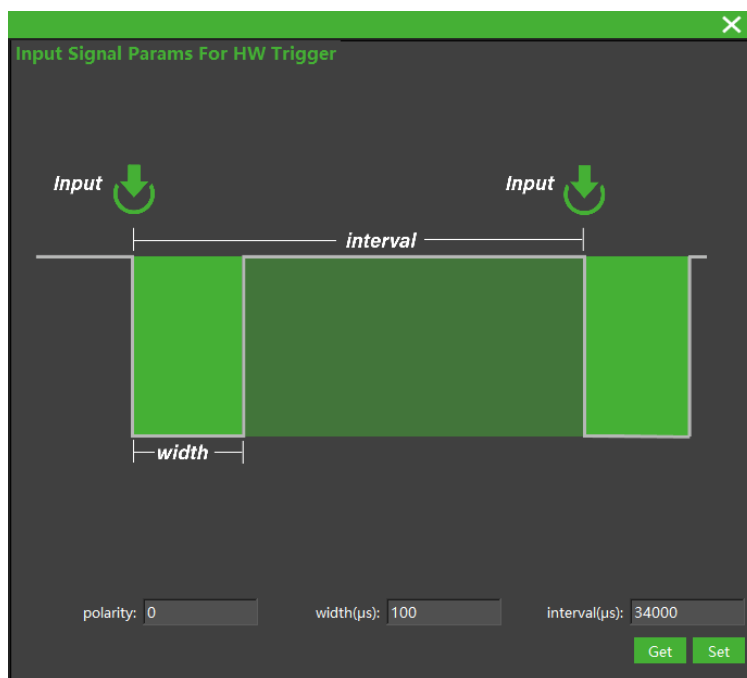 Input Signal Params For HW Trigger
Input Input
interval
width
polarity: 0 width(μs): 100 interval(μs): 34000
Get Set